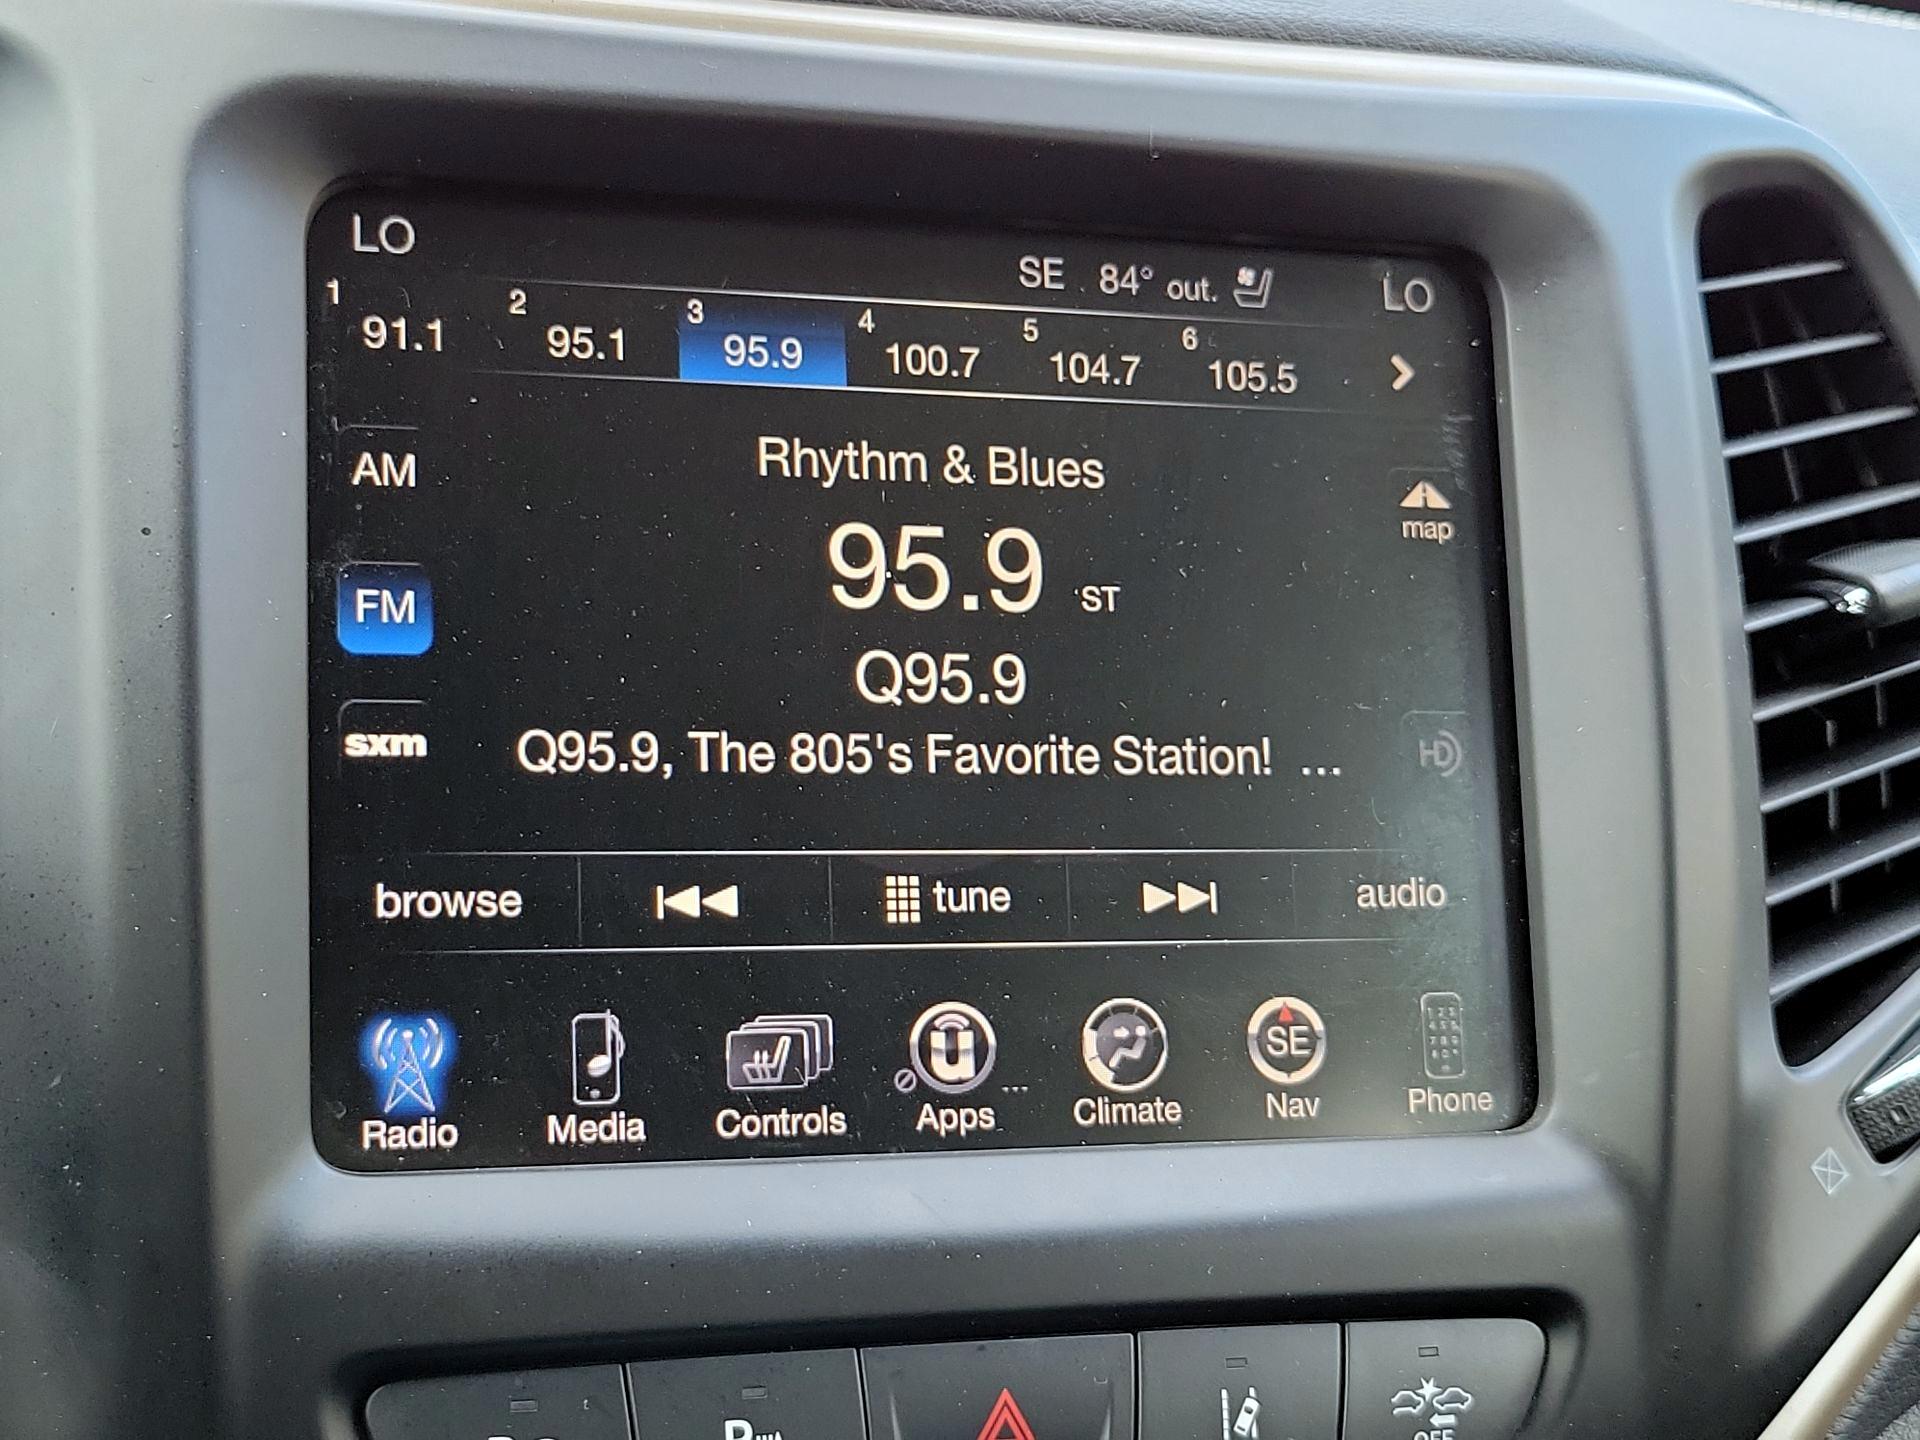 LO
SE 84° out.
LO
1 91.1 2 95.1 3 95.9 4 100.7 5 104.7 6 105.5
AM
Rhythm & Blues
map
FM
95.9 ST
Q95.9
sxm
Q95.9, The 805's Favorite Station! ...
HD
browse tune audio
SE
Radio Media Controls Apps ... Climate Nav Phone
OFF